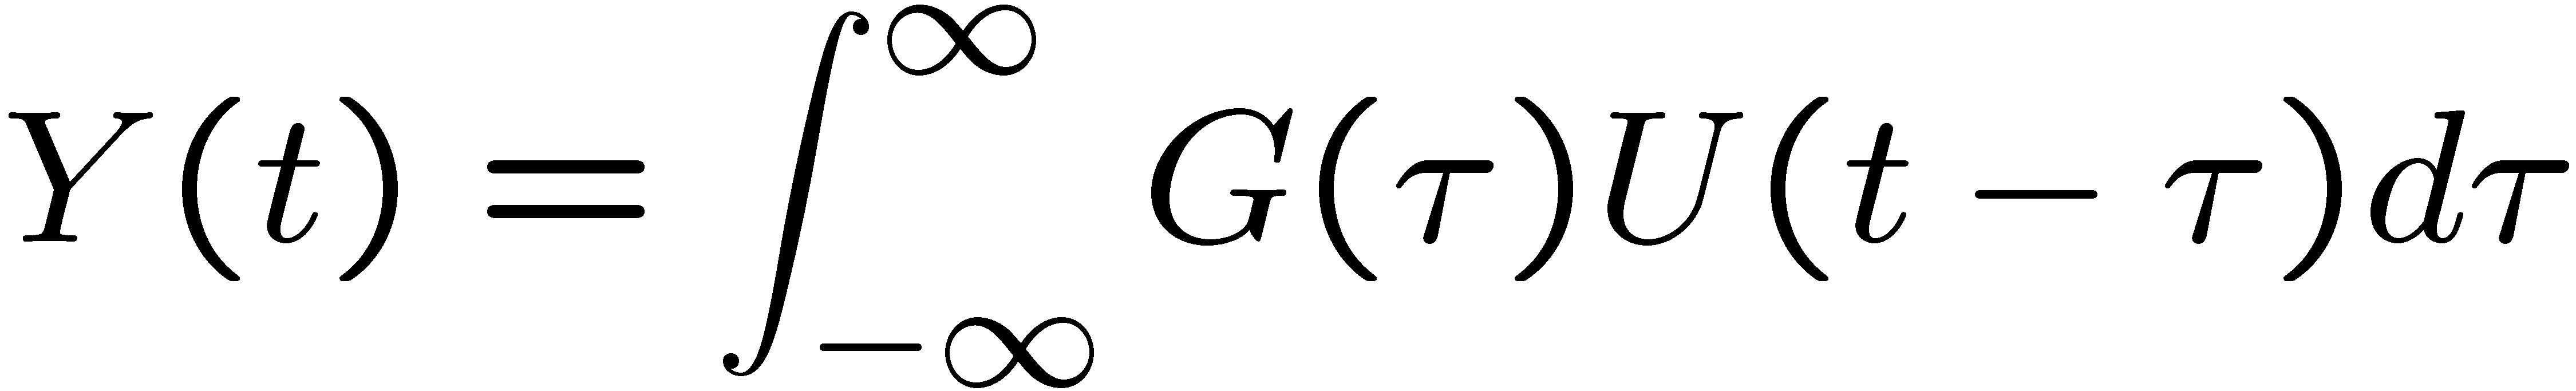 Y(t) = ∫_{-∞}^{∞} G(τ)U(t − τ)dτ